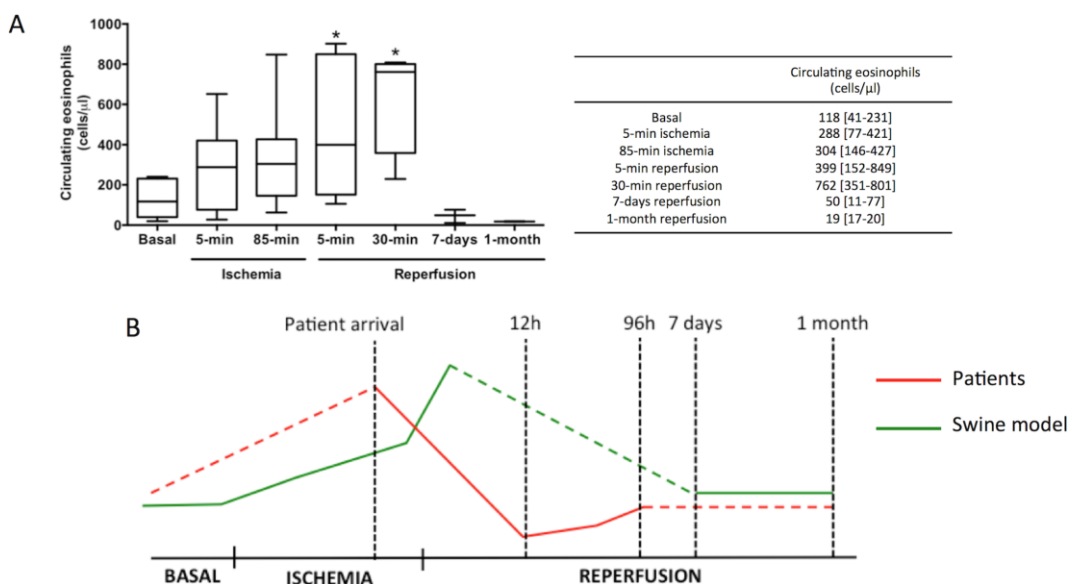 A
Circulating eosinophils
(cells/μl)
1000
800
600
400
200
0
*
*
Basal 5-min 85-min 5-min 30-min 7-days 1-month
Ischemia Reperfusion
Circulating eosinophils
(cells/μl)
Basal 118 [41-231]
5-min ischemia 288 [77-421]
85-min ischemia 304 [146-427]
5-min reperfusion 399 [152-849]
30-min reperfusion 762 [351-801]
7-days reperfusion 50 [11-77]
1-month reperfusion 19 [17-20]
B
Patient arrival 12h 96h 7 days 1 month
Patients
Swine model
BASAL ISCHEMIA REPERFUSION